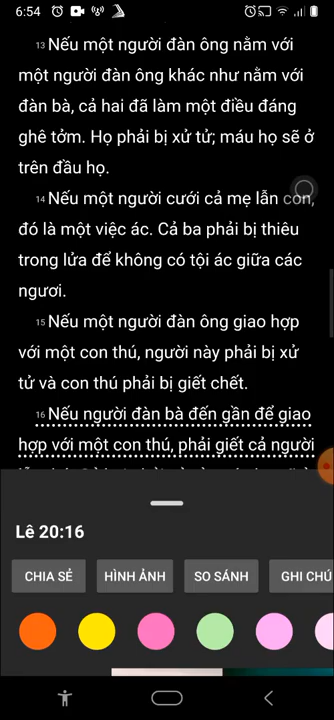 6:54
13 Nếu một người đàn ông nằm với
một người đàn ông khác như nằm với
đàn bà, cả hai đã làm một điều đáng
ghê tởm. Họ phải bị xử tử; máu họ sẽ ở
trên đầu họ.
14 Nếu một người cưới cả mẹ lẫn con,
đó là một việc ác. Cả ba phải bị thiêu
trong lửa để không có tội ác giữa các
ngươi.
15 Nếu một người đàn ông giao hợp
với một con thú, người này phải bị xử
tử và con thú phải bị giết chết.
16 Nếu người đàn bà đến gần để giao
hợp với một con thú, phải giết cả người
Lê 20:16
CHIA SẺ
HÌNH ẢNH
SO SÁNH
GHI CHÚ